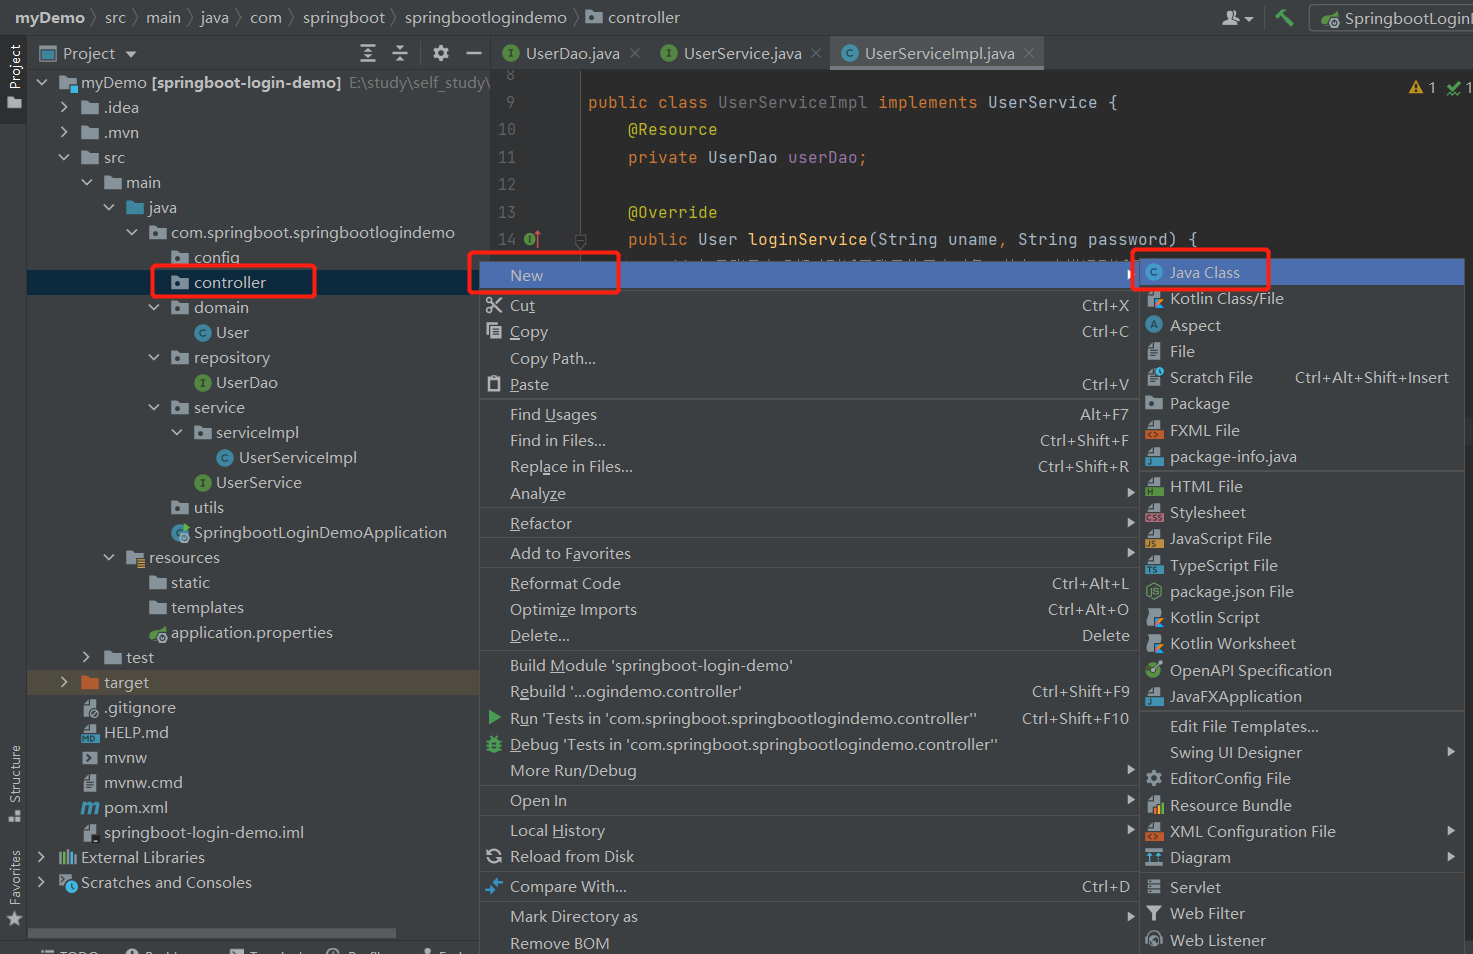 myDemo
src
main
java
com
springboot
springbootlogindemo
controller
SpringbootLoginI
Project
Project
UserDao.java
UserService.java
UserServiceImpl.java
myDemo [springboot-login-demo] E:\study\self_study\
.idea
.mvn
src
main
java
com.springboot.springbootlogindemo
config
controller
domain
User
repository
UserDao
service
serviceImpl
UserServiceImpl
UserService
utils
SpringbootLoginDemoApplication
resources
static
templates
application.properties
test
target
.gitignore
HELP.md
mvnw
mvnw.cmd
pom.xml
springboot-login-demo.iml
External Libraries
Scratches and Consoles
Structure
Favorites
8
9 public class UserServiceImpl implements UserService {
10 @Resource
11 private UserDao userDao;
12
13 @Override
14 public User loginService(String uname, String password) {
1 1
New
Cut Ctrl+X
Copy Ctrl+C
Copy Path...
Paste Ctrl+V
Find Usages Alt+F7
Find in Files... Ctrl+Shift+F
Replace in Files... Ctrl+Shift+R
Analyze
Refactor
Add to Favorites
Reformat Code Ctrl+Alt+L
Optimize Imports Ctrl+Alt+O
Delete... Delete
Build Module 'springboot-login-demo'
Rebuild '...ogindemo.controller' Ctrl+Shift+F9
Run 'Tests in 'com.springboot.springbootlogindemo.controller'' Ctrl+Shift+F10
Debug 'Tests in 'com.springboot.springbootlogindemo.controller''
More Run/Debug
Open In
Local History
Reload from Disk
Compare With... Ctrl+D
Mark Directory as
Remove BOM
Java Class
Kotlin Class/File
Aspect
File
Scratch File Ctrl+Alt+Shift+Insert
Package
FXML File
package-info.java
HTML File
Stylesheet
JavaScript File
TypeScript File
package.json File
Kotlin Script
Kotlin Worksheet
OpenAPI Specification
JavaFXApplication
Edit File Templates...
Swing UI Designer
EditorConfig File
Resource Bundle
XML Configuration File
Diagram
Servlet
Web Filter
Web Listener